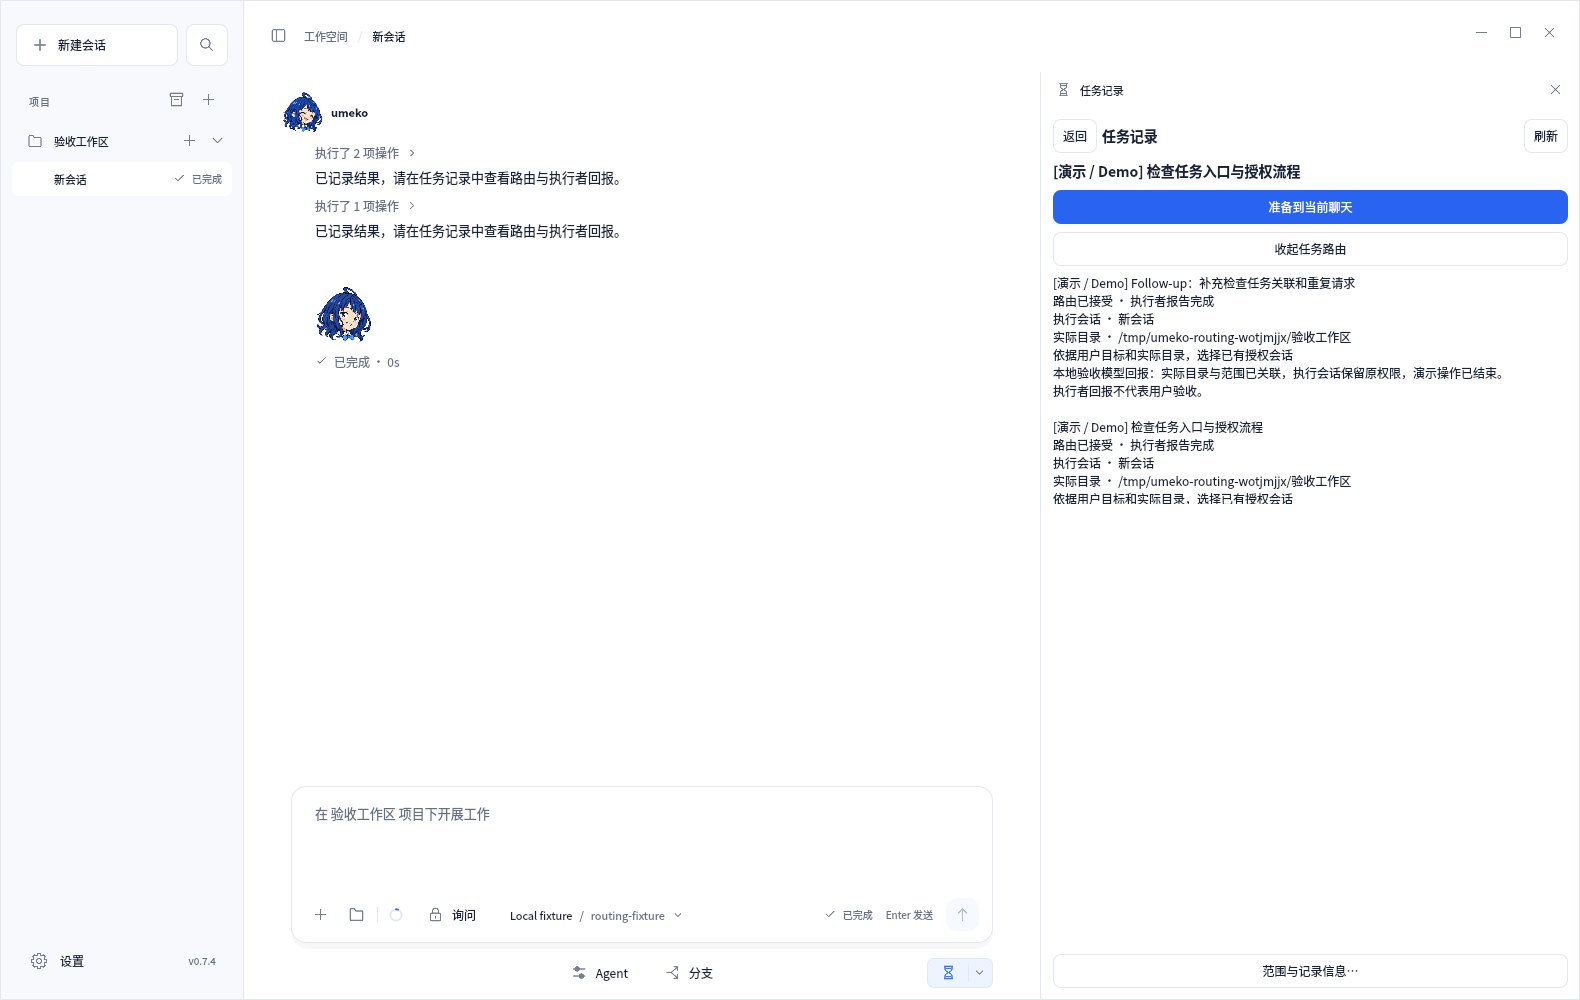 新建会话
项目
验收工作区
新会话
已完成
设置
v0.7.4
工作空间 / 新会话
umeko
执行了 2 项操作
已记录结果，请在任务记录中查看路由与执行者回报。
执行了 1 项操作
已记录结果，请在任务记录中查看路由与执行者回报。
已完成 · 0s
在 验收工作区 项目下开展工作
询问
Local fixture / routing-fixture
已完成
Enter 发送
Agent
分支
任务记录
返回
任务记录
刷新
[演示 / Demo] 检查任务入口与授权流程
准备到当前聊天
收起任务路由
[演示 / Demo] Follow-up：补充检查任务关联和重复请求
路由已接受 · 执行者报告完成
执行会话 · 新会话
实际目录 · /tmp/umeko-routing-wotjmjjx/验收工作区
依据用户目标和实际目录，选择已有授权会话
本地验收模型回报：实际目录与范围已关联，执行会话保留原权限，演示操作已结束。
执行者回报不代表用户验收。
[演示 / Demo] 检查任务入口与授权流程
路由已接受 · 执行者报告完成
执行会话 · 新会话
实际目录 · /tmp/umeko-routing-wotjmjjx/验收工作区
依据用户目标和实际目录，选择已有授权会话
范围与记录信息…